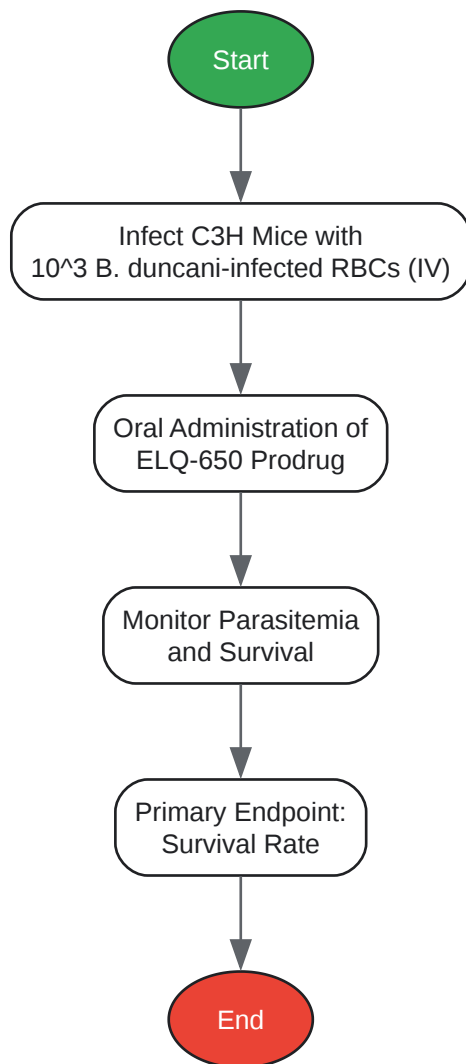 Start
Infect C3H Mice with
10^3 B. duncani-infected RBCs (IV)
Oral Administration of
ELQ-650 Prodrug
Monitor Parasitemia
and Survival
Primary Endpoint:
Survival Rate
End